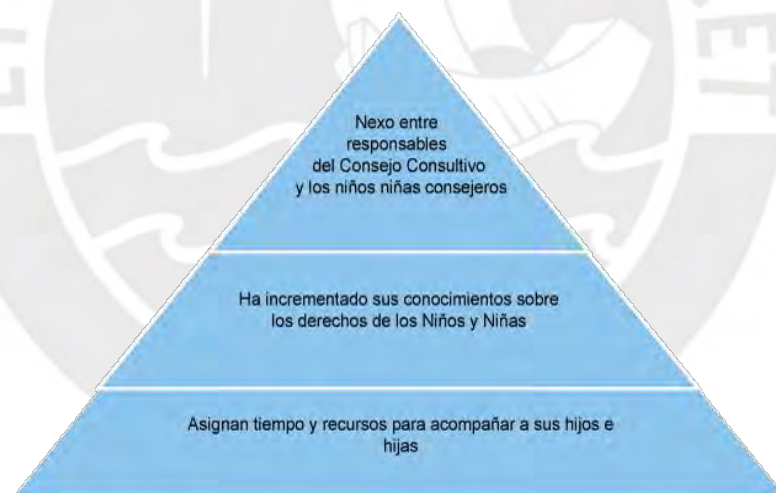 Nexo entre
responsables
del Consejo Consultivo
y los niños niñas consejeros
Ha incrementado sus conocimientos sobre
los derechos de los Niños y Niñas
Asignan tiempo y recursos para acompañar a sus hijos e
hijas